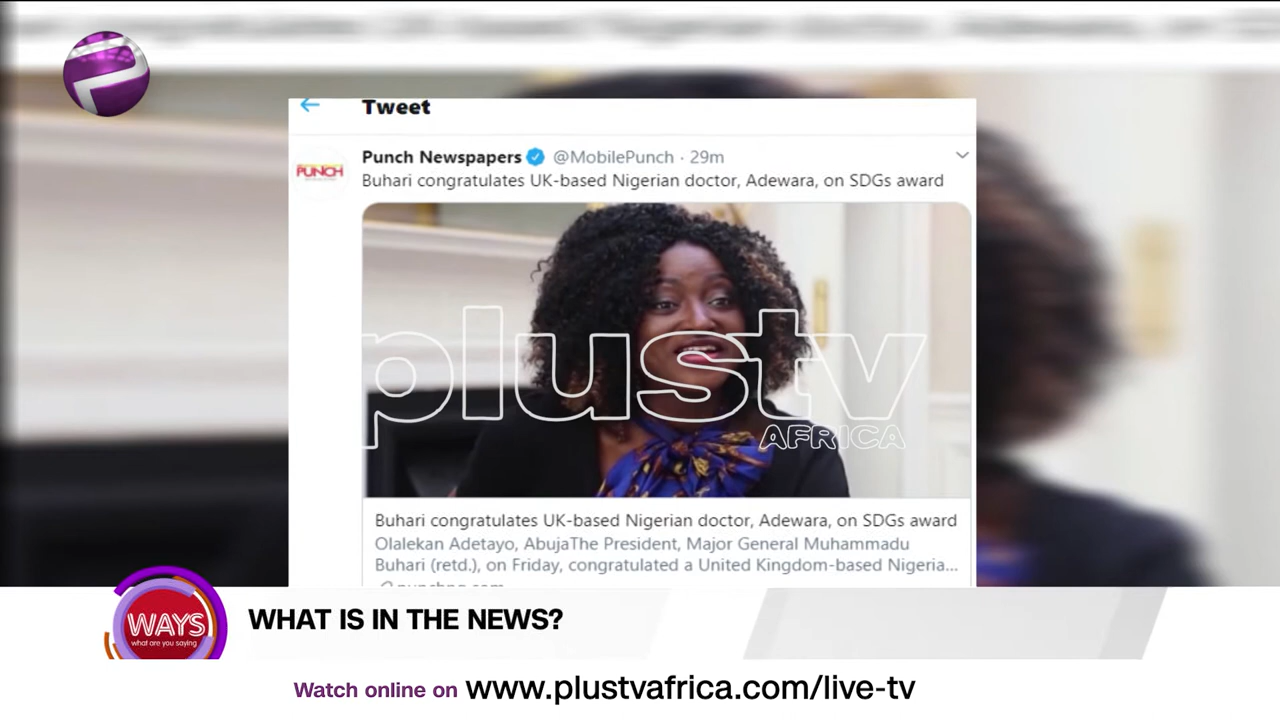 Tweet
Punch Newspapers @MobilePunch · 29m
PUNCH
Buhari congratulates UK-based Nigerian doctor, Adewara, on SDGs award
plustv
AFRICA
Buhari congratulates UK-based Nigerian doctor, Adewara, on SDGs award
Olalekan Adetayo, AbujaThe President, Major General Muhammadu
Buhari (retd.), on Friday, congratulated a United Kingdom-based Nigeria...
WAYS
what are you saying
WHAT IS IN THE NEWS?
Watch online on www.plustvafrica.com/live-tv